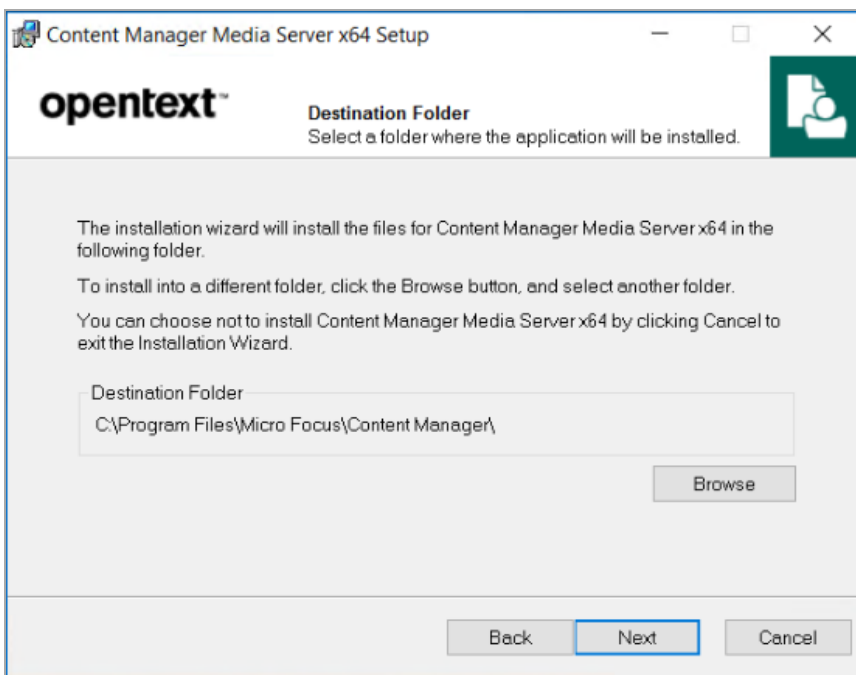 Content Manager Media Server x64 Setup
opentext™
Destination Folder
Select a folder where the application will be installed.
The installation wizard will install the files for Content Manager Media Server x64 in the
following folder.
To install into a different folder, click the Browse button, and select another folder.
You can choose not to install Content Manager Media Server x64 by clicking Cancel to
exit the Installation Wizard.
Destination Folder
C:\Program Files\Micro Focus\Content Manager\
Browse
Back
Next
Cancel